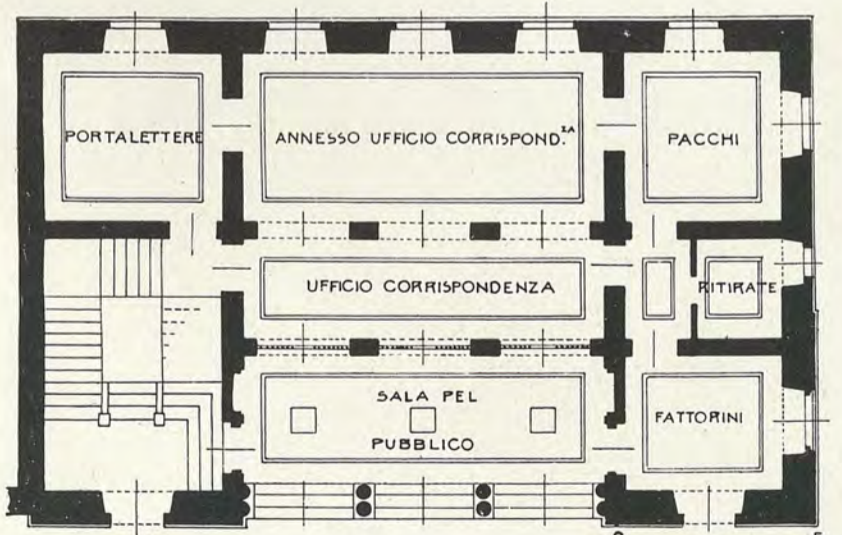 PORTALETTERE
ANNESSO UFFICIO CORRISPOND.ZA
PACCHI
UFFICIO CORRISPONDENZA
RITIRATE
SALA PEL
PUBBLICO
FATTORINI